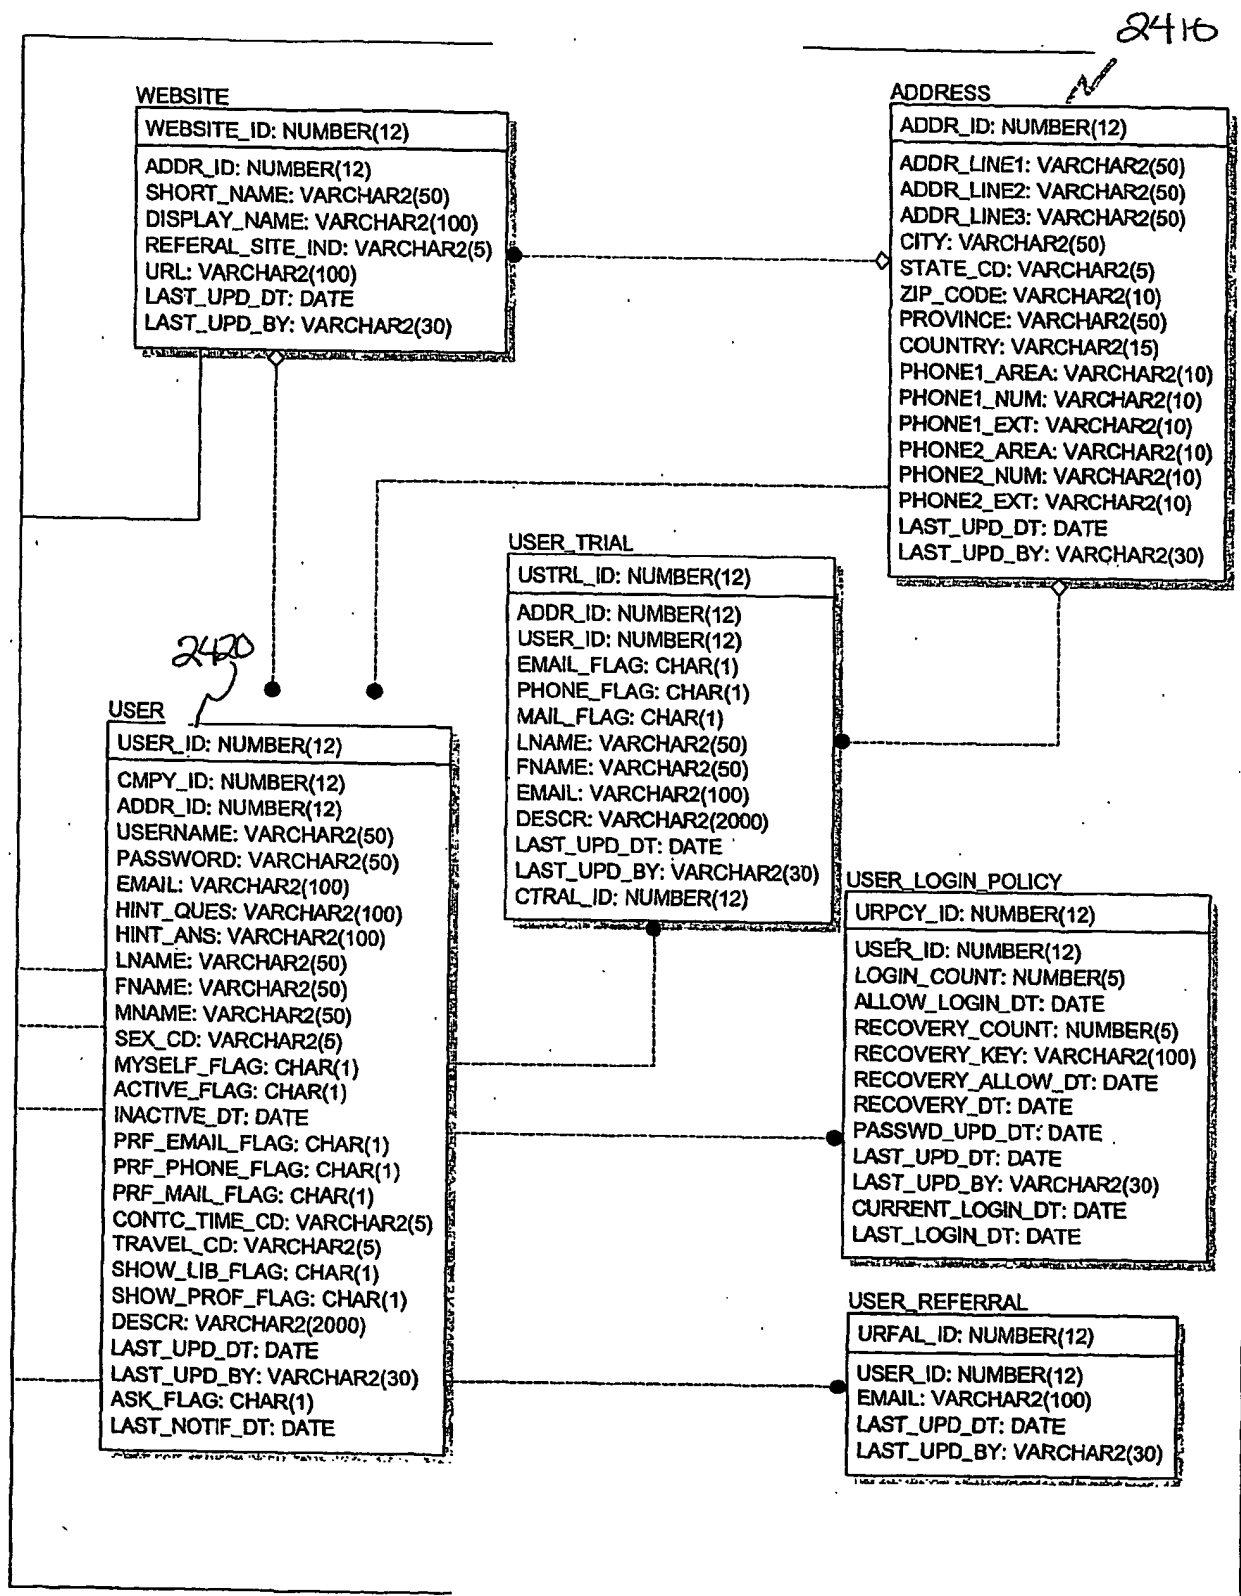 2410
WEBSITE
WEBSITE_ID: NUMBER(12)
ADDR_ID: NUMBER(12)
SHORT_NAME: VARCHAR2(50)
DISPLAY_NAME: VARCHAR2(100)
REFERAL_SITE_IND: VARCHAR2(5)
URL: VARCHAR2(100)
LAST_UPD_DT: DATE
LAST_UPD_BY: VARCHAR2(30)
ADDRESS
ADDR_ID: NUMBER(12)
ADDR_LINE1: VARCHAR2(50)
ADDR_LINE2: VARCHAR2(50)
ADDR_LINE3: VARCHAR2(50)
CITY: VARCHAR2(50)
STATE_CD: VARCHAR2(5)
ZIP_CODE: VARCHAR2(10)
PROVINCE: VARCHAR2(50)
COUNTRY: VARCHAR2(15)
PHONE1_AREA: VARCHAR2(10)
PHONE1_NUM: VARCHAR2(10)
PHONE1_EXT: VARCHAR2(10)
PHONE2_AREA: VARCHAR2(10)
PHONE2_NUM: VARCHAR2(10)
PHONE2_EXT: VARCHAR2(10)
LAST_UPD_DT: DATE
LAST_UPD_BY: VARCHAR2(30)
USER_TRIAL
USTRL_ID: NUMBER(12)
ADDR_ID: NUMBER(12)
USER_ID: NUMBER(12)
EMAIL_FLAG: CHAR(1)
PHONE_FLAG: CHAR(1)
MAIL_FLAG: CHAR(1)
LNAME: VARCHAR2(50)
FNAME: VARCHAR2(50)
EMAIL: VARCHAR2(100)
DESCR: VARCHAR2(2000)
LAST_UPD_DT: DATE
LAST_UPD_BY: VARCHAR2(30)
CTRAL_ID: NUMBER(12)
2420
USER
USER_ID: NUMBER(12)
CMPY_ID: NUMBER(12)
ADDR_ID: NUMBER(12)
USERNAME: VARCHAR2(50)
PASSWORD: VARCHAR2(50)
EMAIL: VARCHAR2(100)
HINT_QUES: VARCHAR2(100)
HINT_ANS: VARCHAR2(100)
LNAME: VARCHAR2(50)
FNAME: VARCHAR2(50)
MNAME: VARCHAR2(50)
SEX_CD: VARCHAR2(5)
MYSELF_FLAG: CHAR(1)
ACTIVE_FLAG: CHAR(1)
INACTIVE_DT: DATE
PRF_EMAIL_FLAG: CHAR(1)
PRF_PHONE_FLAG: CHAR(1)
PRF_MAIL_FLAG: CHAR(1)
CONTC_TIME_CD: VARCHAR2(5)
TRAVEL_CD: VARCHAR2(5)
SHOW_LIB_FLAG: CHAR(1)
SHOW_PROF_FLAG: CHAR(1)
DESCR: VARCHAR2(2000)
LAST_UPD_DT: DATE
LAST_UPD_BY: VARCHAR2(30)
ASK_FLAG: CHAR(1)
LAST_NOTIF_DT: DATE
USER_LOGIN_POLICY
URPCY_ID: NUMBER(12)
USER_ID: NUMBER(12)
LOGIN_COUNT: NUMBER(5)
ALLOW_LOGIN_DT: DATE
RECOVERY_COUNT: NUMBER(5)
RECOVERY_KEY: VARCHAR2(100)
RECOVERY_ALLOW_DT: DATE
RECOVERY_DT: DATE
PASSWD_UPD_DT: DATE
LAST_UPD_DT: DATE
LAST_UPD_BY: VARCHAR2(30)
CURRENT_LOGIN_DT: DATE
LAST_LOGIN_DT: DATE
USER_REFERRAL
URFAL_ID: NUMBER(12)
USER_ID: NUMBER(12)
EMAIL: VARCHAR2(100)
LAST_UPD_DT: DATE
LAST_UPD_BY: VARCHAR2(30)